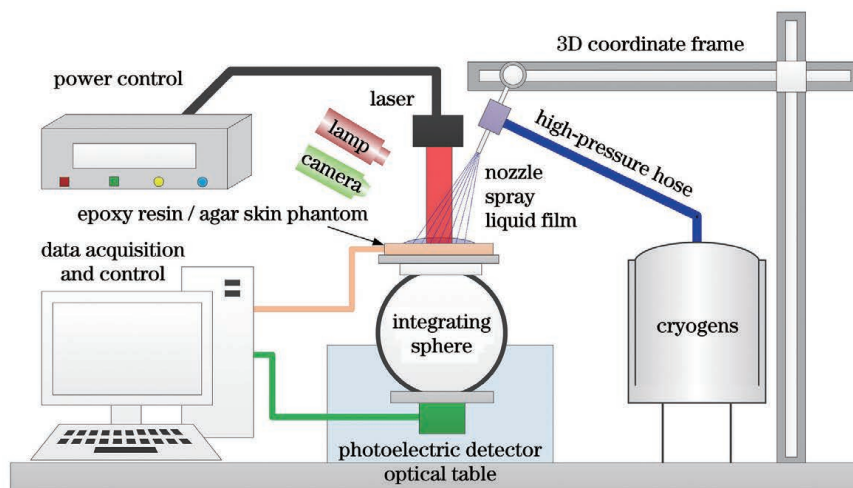 3D coordinate frame
power control
laser
lamp
camera
high-pressure hose
nozzle
spray
liquid film
epoxy resin / agar skin phantom
data acquisition
and control
integrating
sphere
cryogens
photoelectric detector
optical table